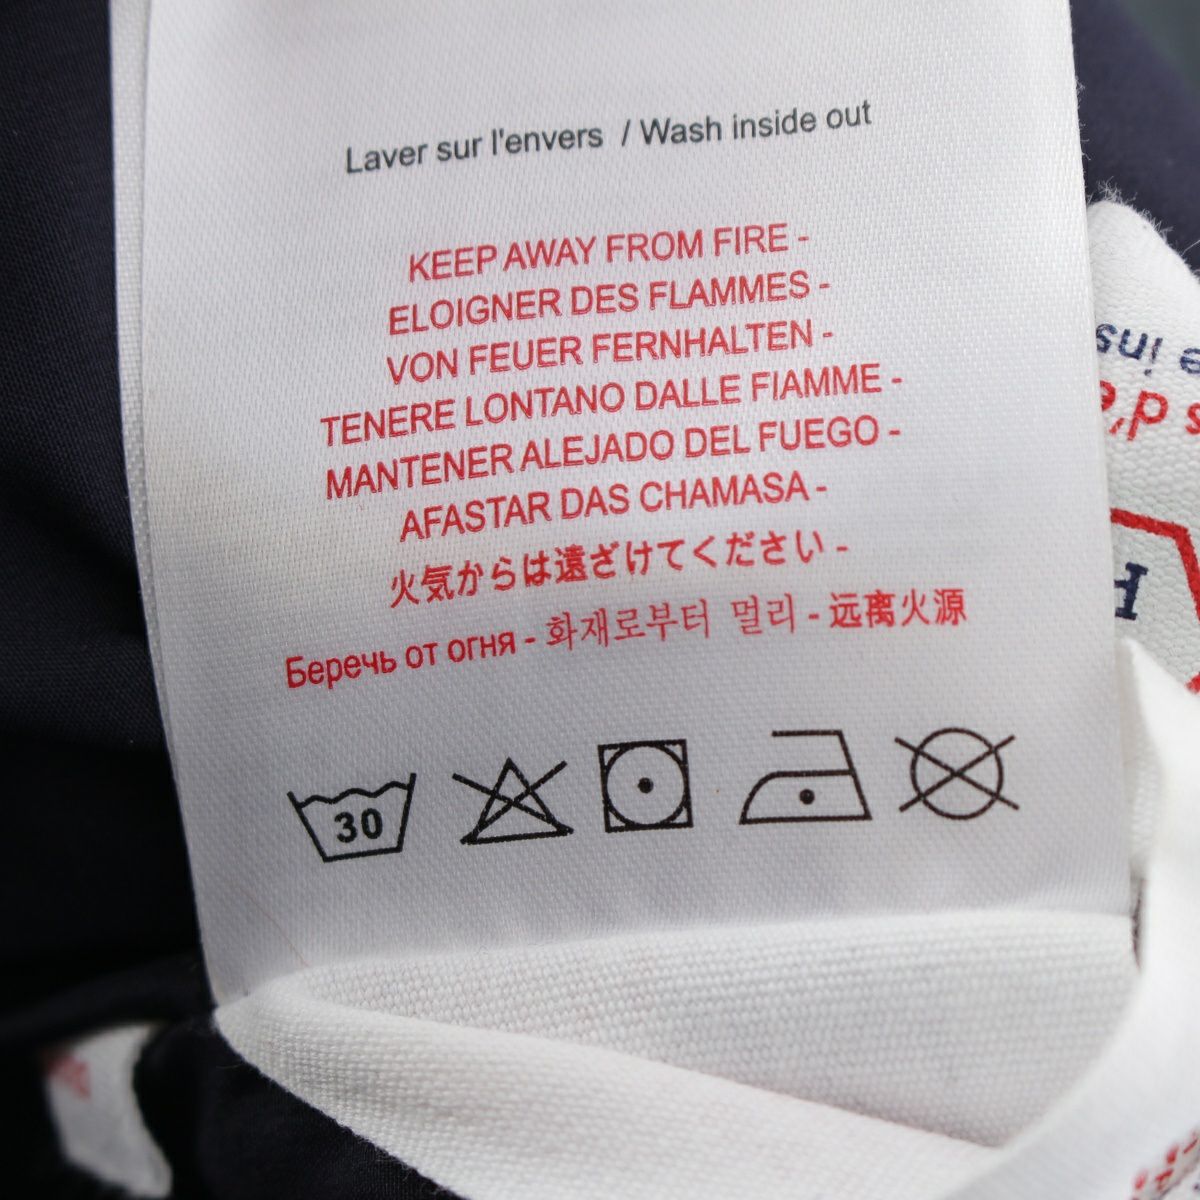 Laver sur l'envers / Wash inside out
KEEP AWAY FROM FIRE -
ELOIGNER DES FLAMMES -
VON FEUER FERNHALTEN -
TENERE LONTANO DALLE FIAMME -
MANTENER ALEJADO DEL FUEGO -
AFASTAR DAS CHAMASA -
火気からは遠ざけてください -
Беречь от огня - 화재로부터 멀리 - 远离火源
30